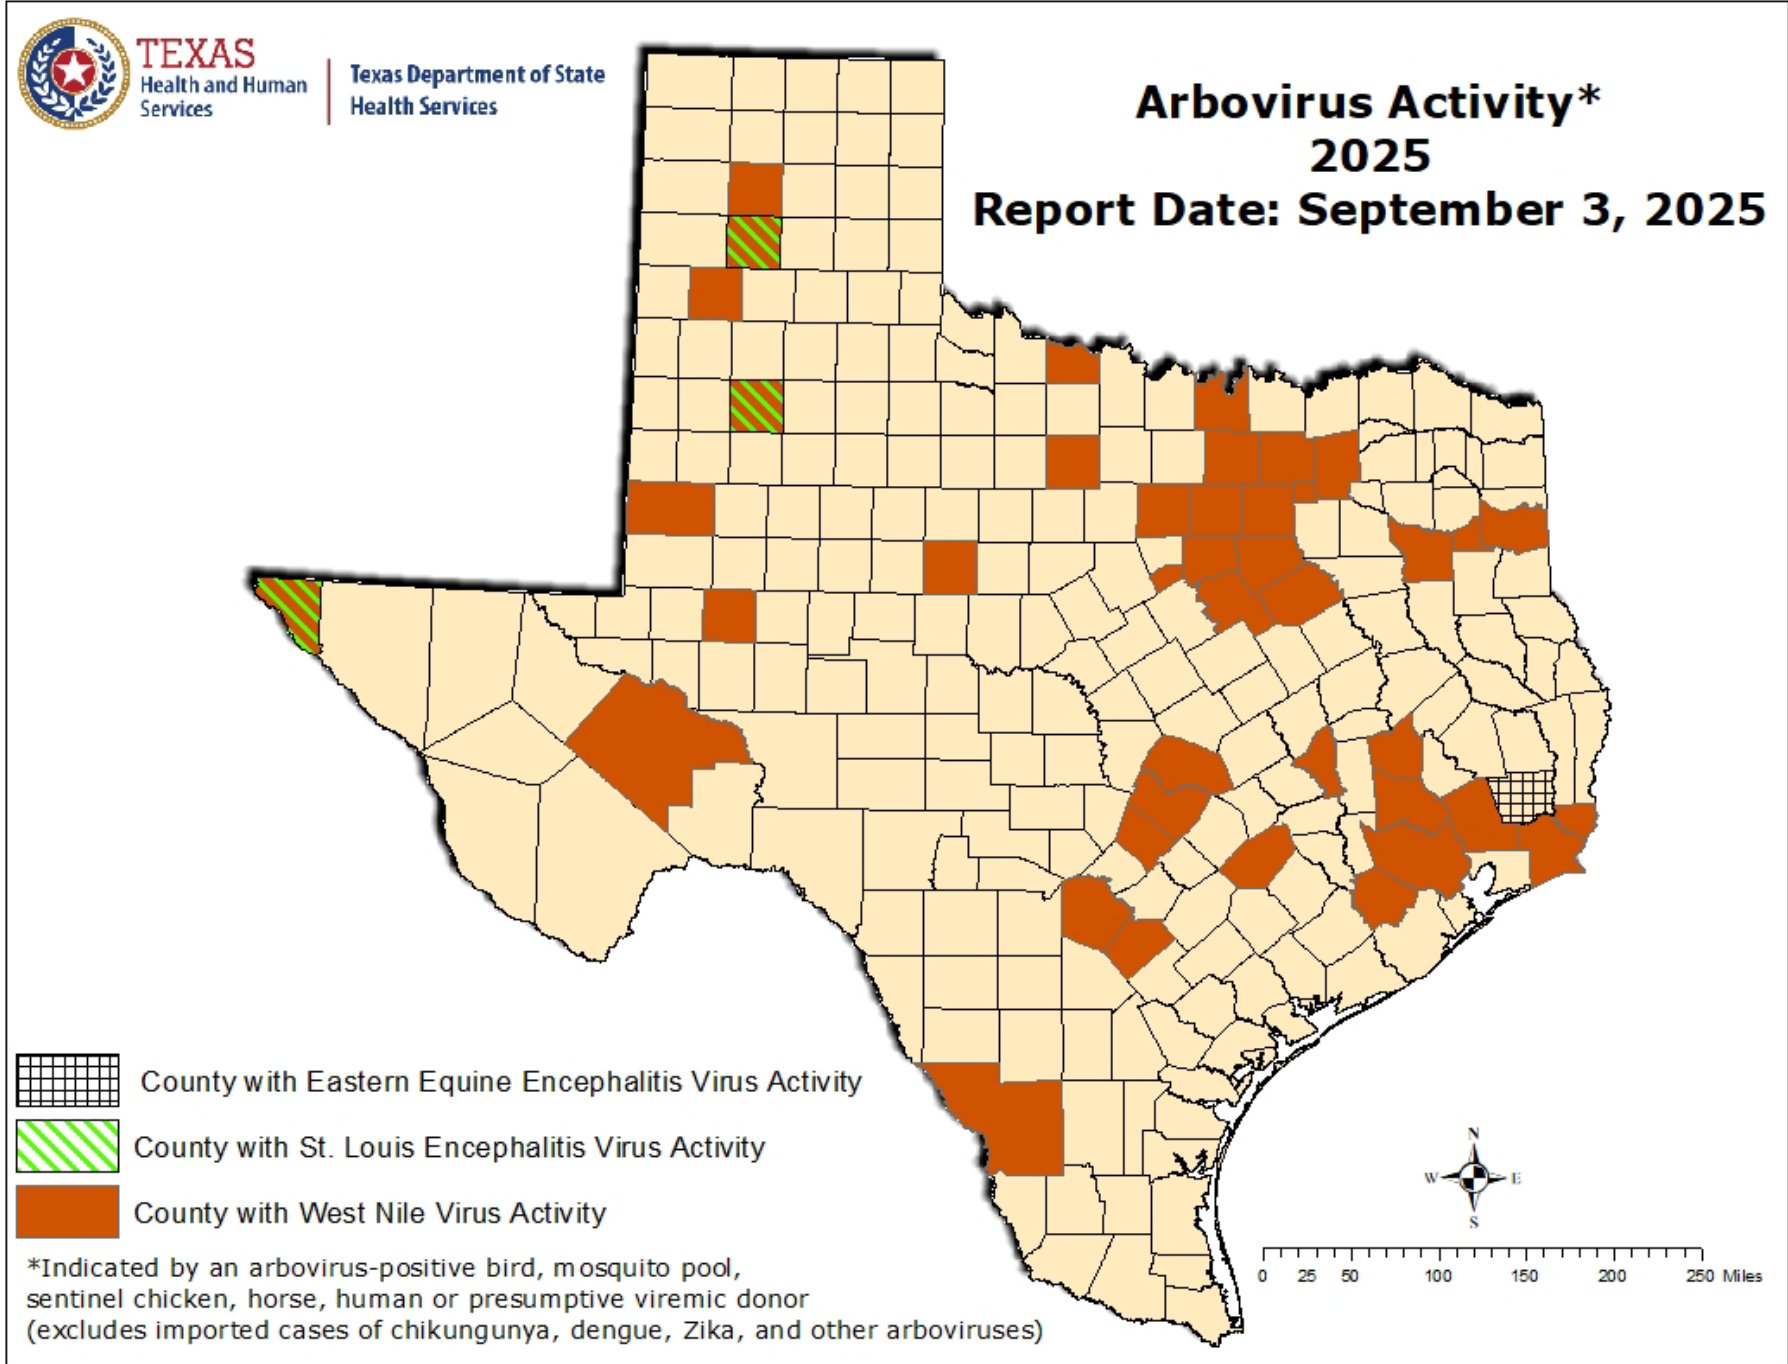 TEXAS
Health and Human
Services
Texas Department of State
Health Services
Arbovirus Activity*
2025
Report Date: September 3, 2025
County with Eastern Equine Encephalitis Virus Activity
County with St. Louis Encephalitis Virus Activity
County with West Nile Virus Activity
*Indicated by an arbovirus-positive bird, mosquito pool,
sentinel chicken, horse, human or presumptive viremic donor
(excludes imported cases of chikungunya, dengue, Zika, and other arboviruses)
N
W E
S
0 25 50 100 150 200 250 Miles